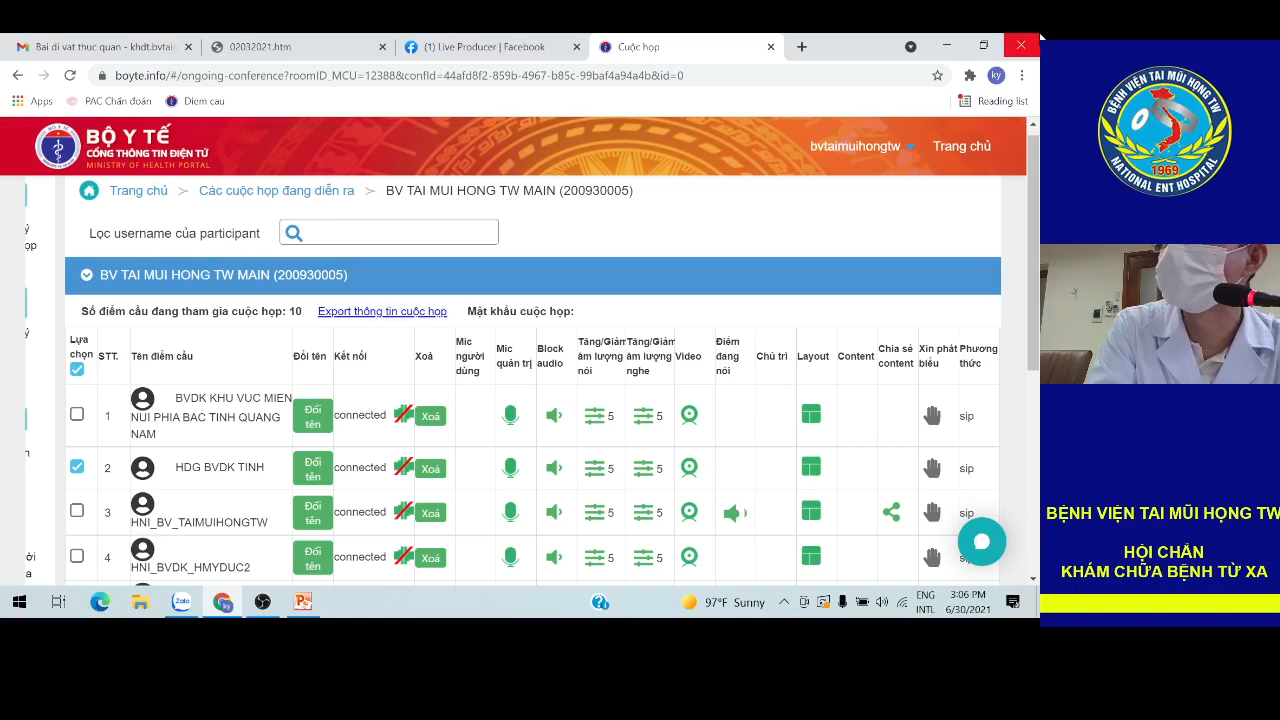 Bai di vat thuc quan - khdt.bvtain
02032021.htm
(1) Live Producer | Facebook
Cuộc họp
boyte.info/#/ongoing-conference?roomID_MCU=12388&confId=44afd8f2-859b-4967-b85c-99baf4a94a4b&id=0
ky
Apps
PAC Chẩn đoán
Diem cau
Reading list
BỘ Y TẾ
CỔNG THÔNG TIN ĐIỆN TỬ
MINISTRY OF HEALTH PORTAL
bvtaimuihongtw
Trang chủ
Trang chủ > Các cuộc họp đang diễn ra > BV TAI MUI HONG TW MAIN (200930005)
Lọc username của participant
BV TAI MUI HONG TW MAIN (200930005)
Số điểm cầu đang tham gia cuộc họp: 10 Export thông tin cuộc họp Mật khẩu cuộc họp:
Lựa chọn STT. Tên điểm cầu Đổi tên Kết nối Xoá Mic người dùng Mic quản trị Block audio Tăng/Giảm âm lượng nói Tăng/Giảm âm lượng nghe Video Điểm đang nói Chủ trì Layout Content Chia sẻ content Xin phát biểu Phương thức
1 BVDK KHU VUC MIEN NUI PHIA BAC TINH QUANG NAM Đổi tên connected Xoá 5 5 sip
2 HDG BVDK TINH Đổi tên connected Xoá 5 5 sip
3 HNI_BV_TAIMUIHONGTW Đổi tên connected Xoá 5 5 sip
4 HNI_BVDK_HMYDUC2 Đổi tên connected Xoá 5 5 sip
Zalo
ky
97°F Sunny
ENG
INTL
3:06 PM
6/30/2021
BỆNH VIỆN TAI MŨI HỌNG TW
1969
NATIONAL ENT HOSPITAL
BỆNH VIỆN TAI MŨI HỌNG TW
HỘI CHẨN
KHÁM CHỮA BỆNH TỪ XA